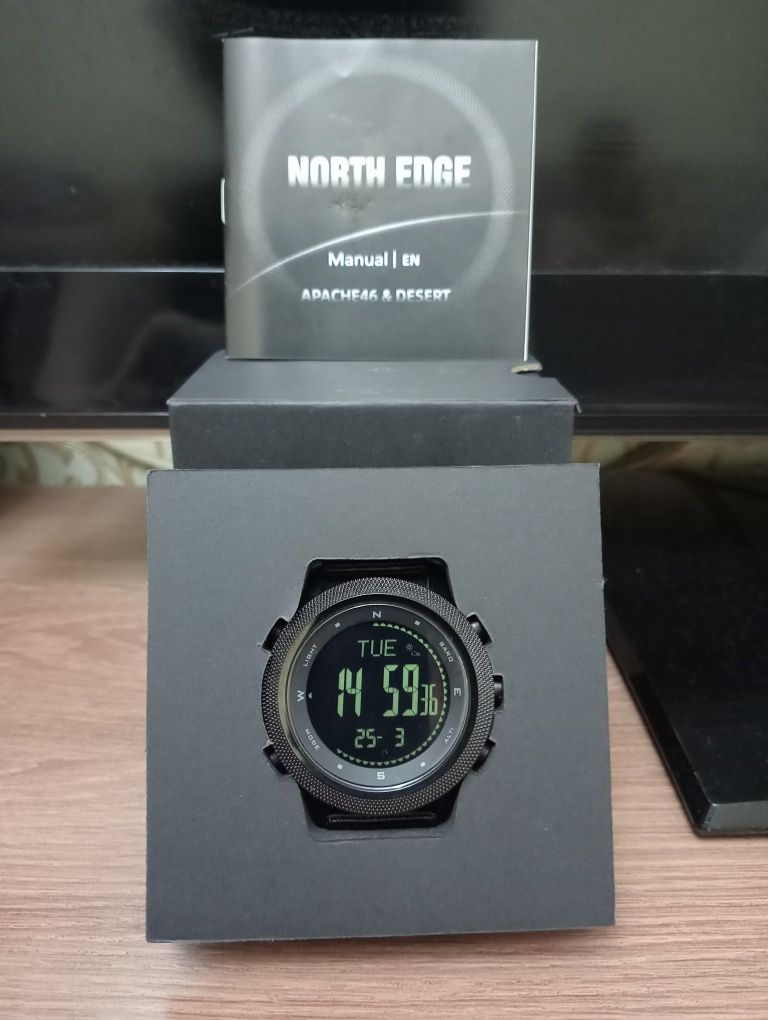 NORTH EDGE
Manual | EN
APACHE46 & DESERT
N
LIGHT
BARO
TUE
W
14 59 36
E
25- 3
MODE
ALTI
S